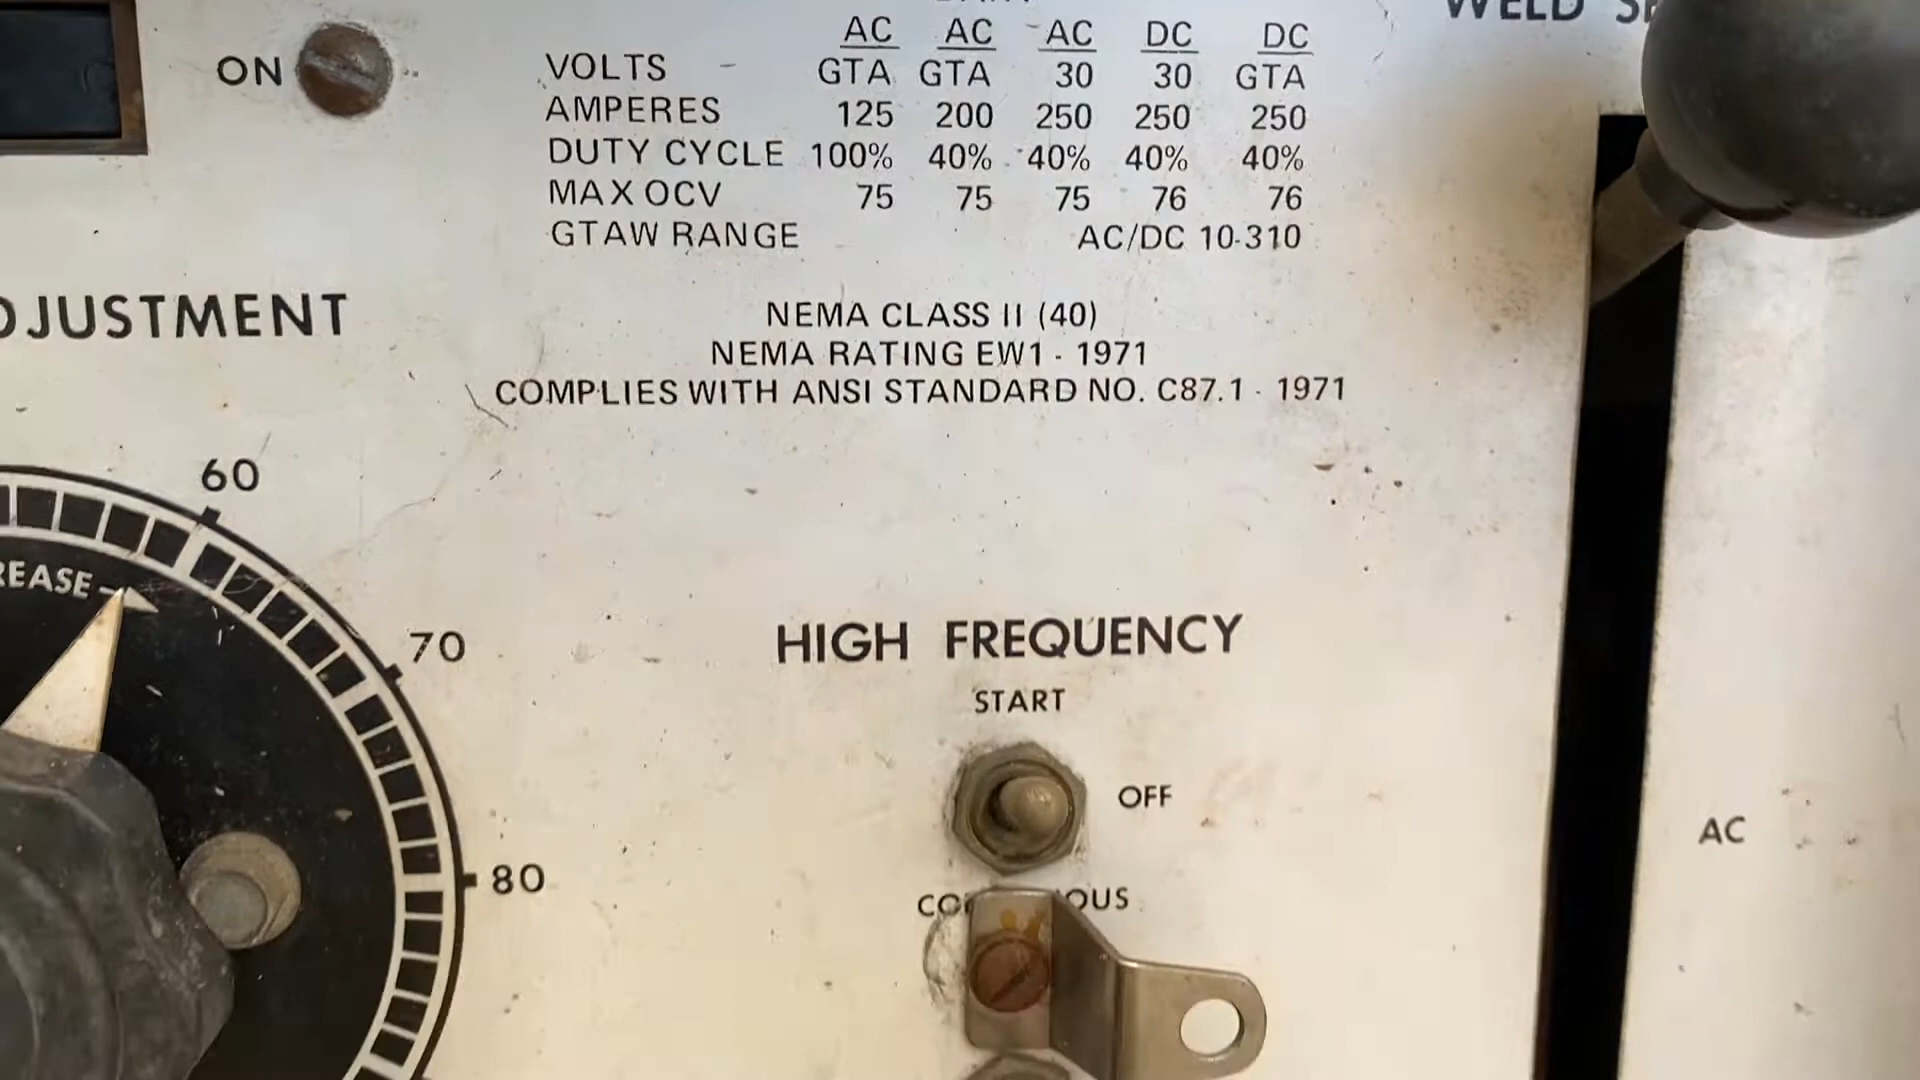 WELD
AC AC AC DC DC
ON
VOLTS GTA GTA 30 30 GTA
AMPERES 125 200 250 250 250
DUTY CYCLE 100% 40% 40% 40% 40%
MAX OCV 75 75 75 76 76
GTAW RANGE AC/DC 10-310
DJUSTMENT
NEMA CLASS II (40)
NEMA RATING EW1 - 1971
COMPLIES WITH ANSI STANDARD NO. C87.1 - 1971
60
REASE
70
HIGH FREQUENCY
START
OFF
AC
80